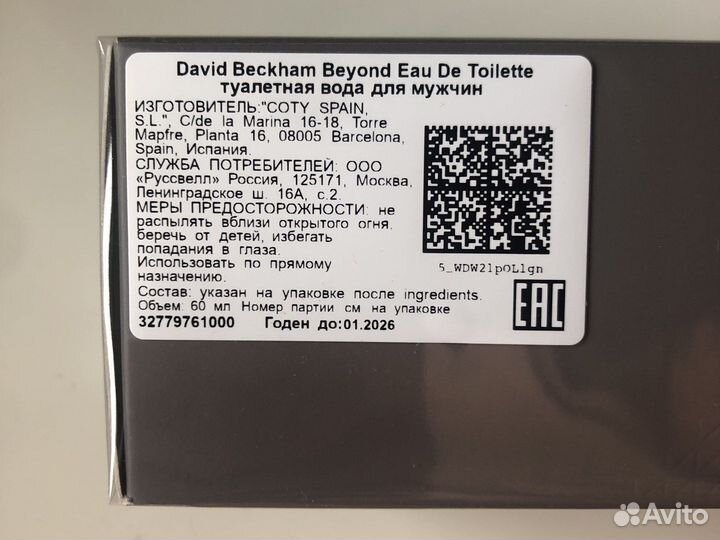 David Beckham Beyond Eau De Toilette
туалетная вода для мужчин
ИЗГОТОВИТЕЛЬ:"COTY SPAIN,
S.L.", C/de la Marina 16-18, Torre
Mapfre, Planta 16, 08005 Barcelona,
Spain, Испания.
СЛУЖБА ПОТРЕБИТЕЛЕЙ: ООО
«Руссвелл» Россия, 125171, Москва,
Ленинградское ш. 16А, с.2.
МЕРЫ ПРЕДОСТОРОЖНОСТИ: не
распылять вблизи открытого огня.
беречь от детей, избегать
попадания в глаза.
Использовать по прямому
назначению.
Состав: указан на упаковке после ingredients.
Объем: 60 мл Номер партии см на упаковке
32779761000 Годен до:01.2026
5_WDW21pOL1gn
EAC
Avito